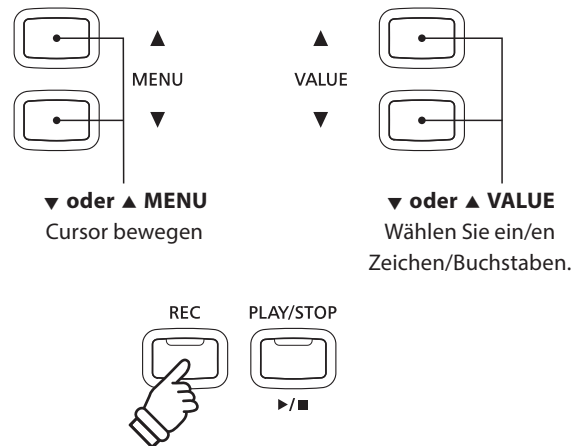 ▲ ▲
MENU VALUE
▼ ▼
▼ oder ▲ MENU
Cursor bewegen
▼ oder ▲ VALUE
Wählen Sie ein/en
Zeichen/Buchstaben.
REC PLAY/STOP
►/■